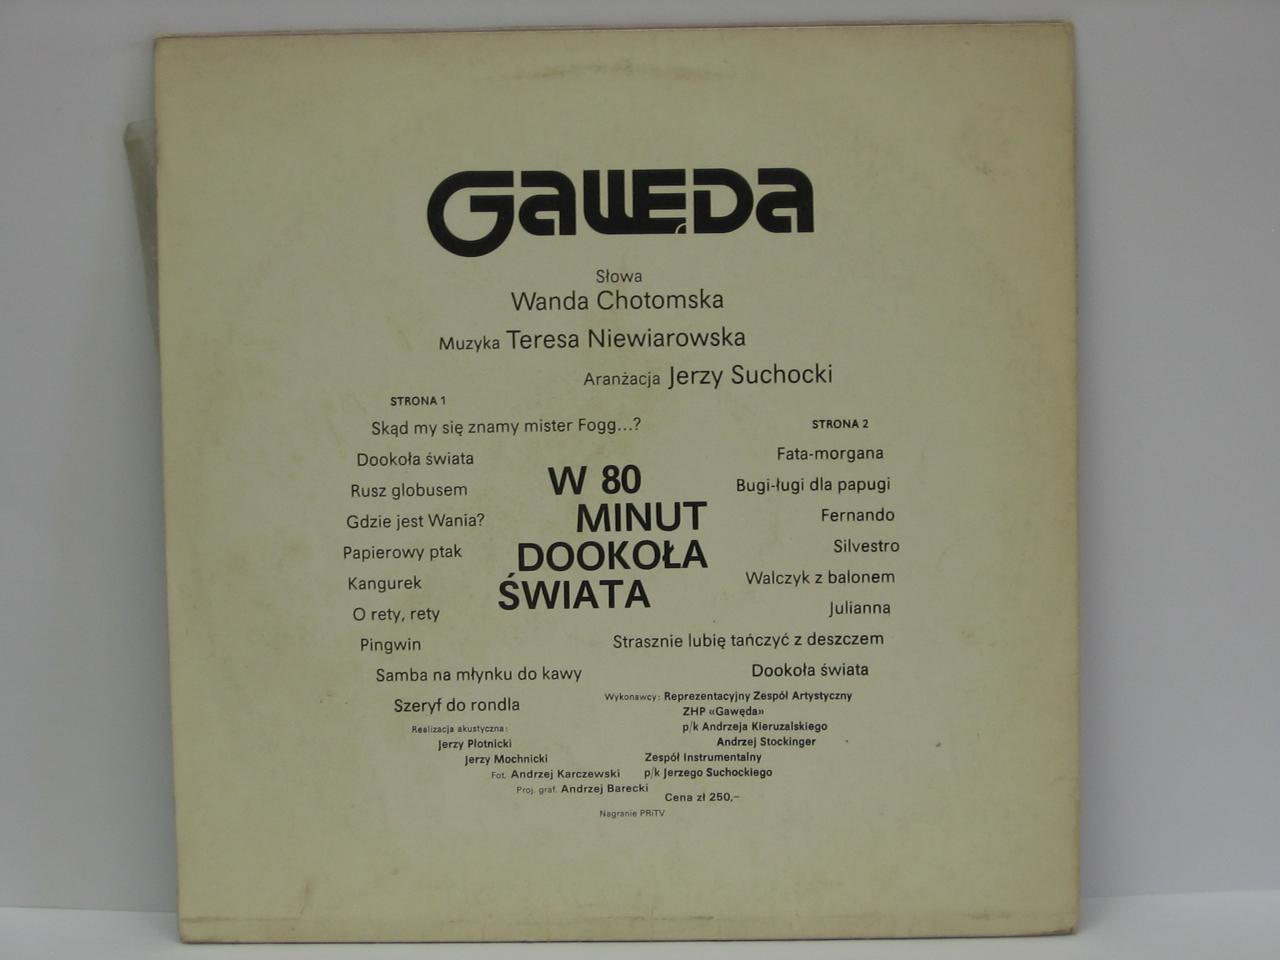 GAWĘDA
Słowa
Wanda Chotomska
Muzyka Teresa Niewiarowska
Aranżacja Jerzy Suchocki
STRONA 1
Skąd my się znamy mister Fogg...?
Dookoła świata
Rusz globusem
Gdzie jest Wania?
Papierowy ptak
Kangurek
O rety, rety
Pingwin
Samba na młynku do kawy
Szeryf do rondla
W 80
MINUT
DOOKOŁA
ŚWIATA
STRONA 2
Fata-morgana
Bugi-ługi dla papugi
Fernando
Silvestro
Walczyk z balonem
Julianna
Strasznie lubię tańczyć z deszczem
Dookoła świata
Realizacja akustyczna:
Jerzy Płotnicki
Jerzy Mochnicki
Fot. Andrzej Karczewski
Proj. graf. Andrzej Barecki
Wykonawcy: Reprezentacyjny Zespół Artystyczny
ZHP «Gawęda»
p/k Andrzeja Kieruzalskiego
Andrzej Stockinger
Zespół Instrumentalny
p/k Jerzego Suchockiego
Cena zł 250,–
Nagranie PRiTV